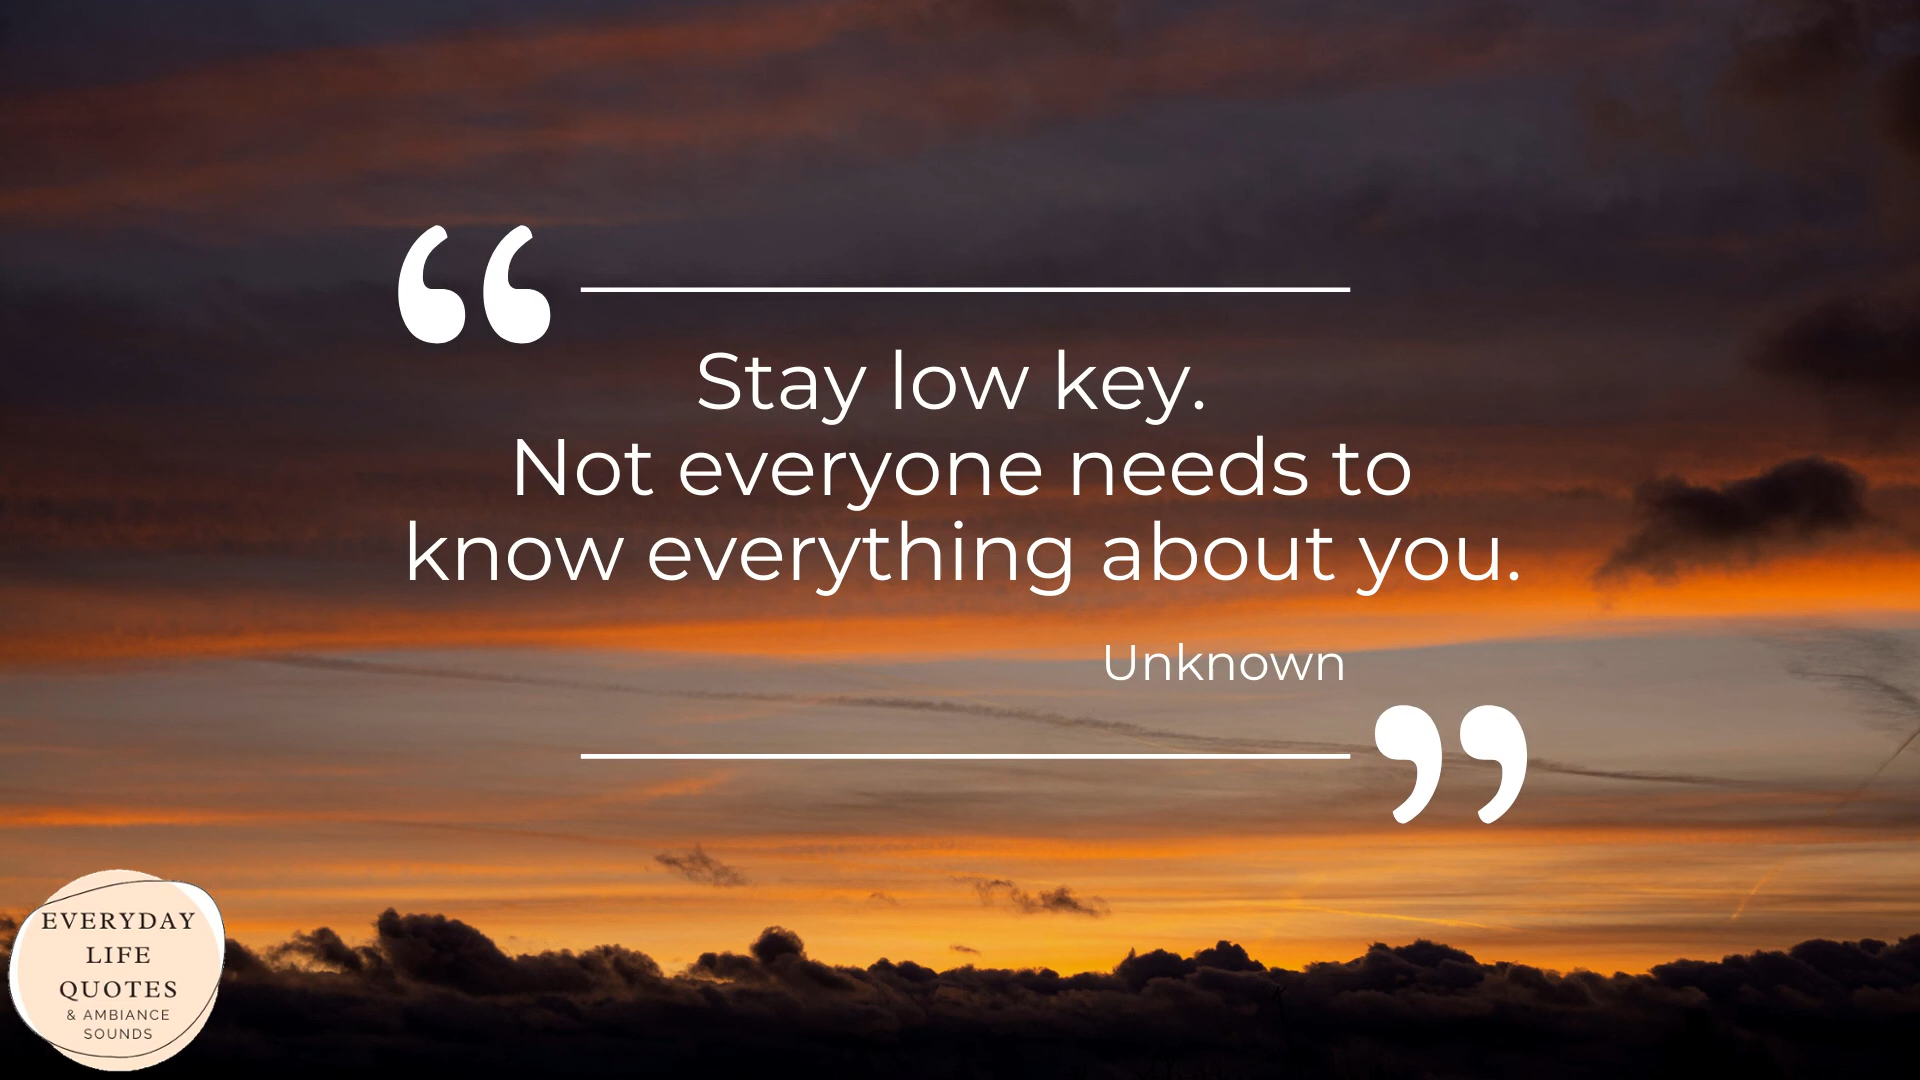 “
Stay low key.
Not everyone needs to
know everything about you.
Unknown
”
EVERYDAY
LIFE
QUOTES
& AMBIANCE
SOUNDS